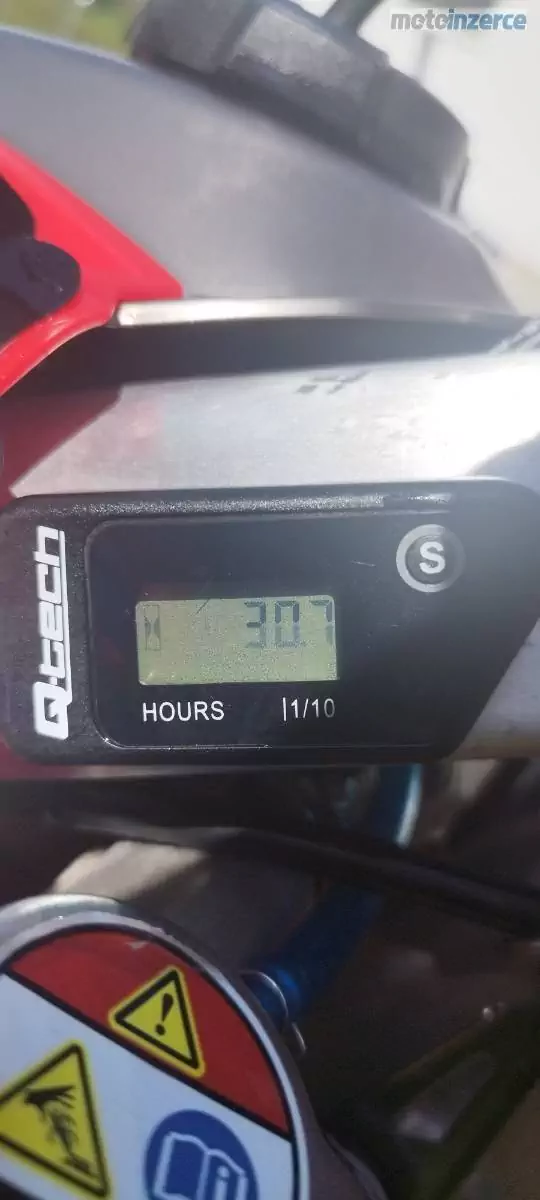 motoinzerce
Q-tech
S
30.7
HOURS |1/10